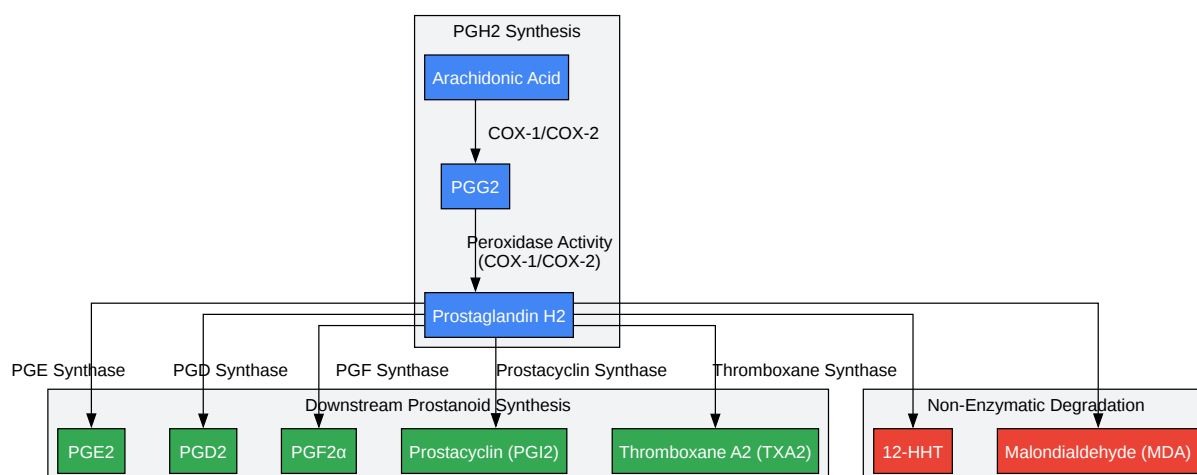 PGH2 Synthesis
Arachidonic Acid
COX-1/COX-2
PGG2
Peroxidase Activity
(COX-1/COX-2)
Prostaglandin H2
PGE Synthase
PGD Synthase
PGF Synthase
Prostacyclin Synthase
Thromboxane Synthase
Downstream Prostanoid Synthesis
Non-Enzymatic Degradation
PGE2
PGD2
PGF2α
Prostacyclin (PGI2)
Thromboxane A2 (TXA2)
12-HHT
Malondialdehyde (MDA)